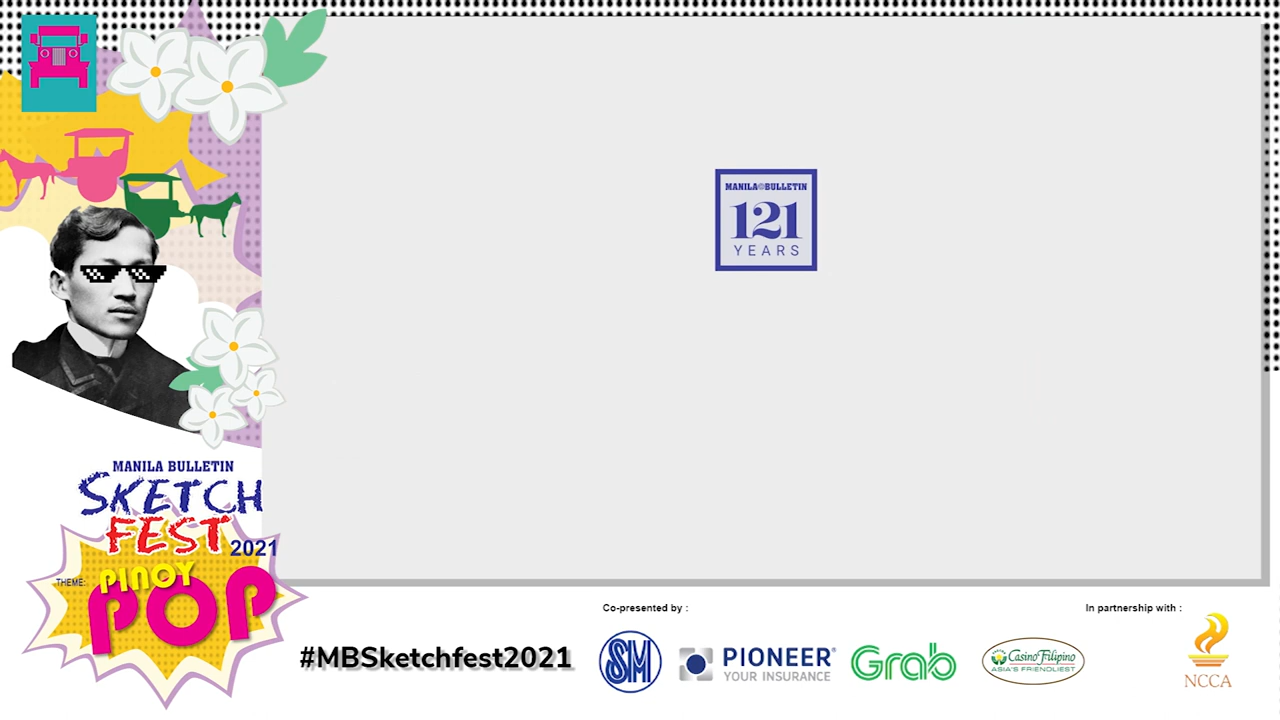 MANILA BULLETIN
121
YEARS
MANILA BULLETIN
SKETCH
FEST
2021
THEME:
PINOY
POP
#MBSketchfest2021
Co-presented by :
SM
PIONEER®
YOUR INSURANCE
Grab
Casino Filipino
ASIA'S FRIENDLIEST
In partnership with :
NCCA